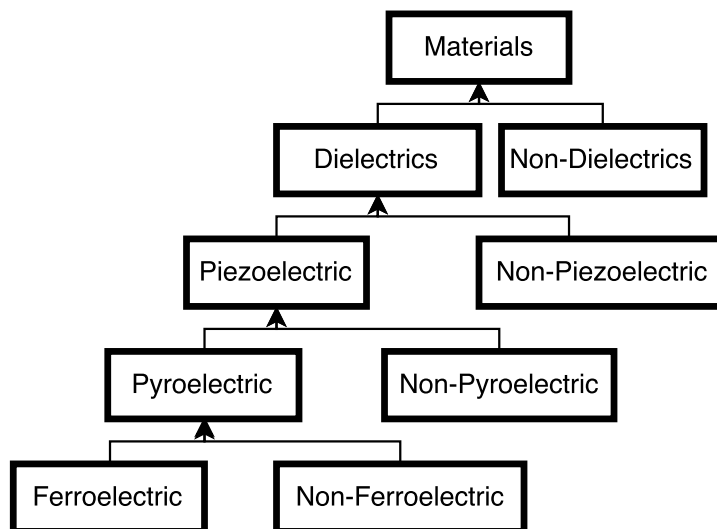 Materials
Dielectrics
Non-Dielectrics
Piezoelectric
Non-Piezoelectric
Pyroelectric
Non-Pyroelectric
Ferroelectric
Non-Ferroelectric